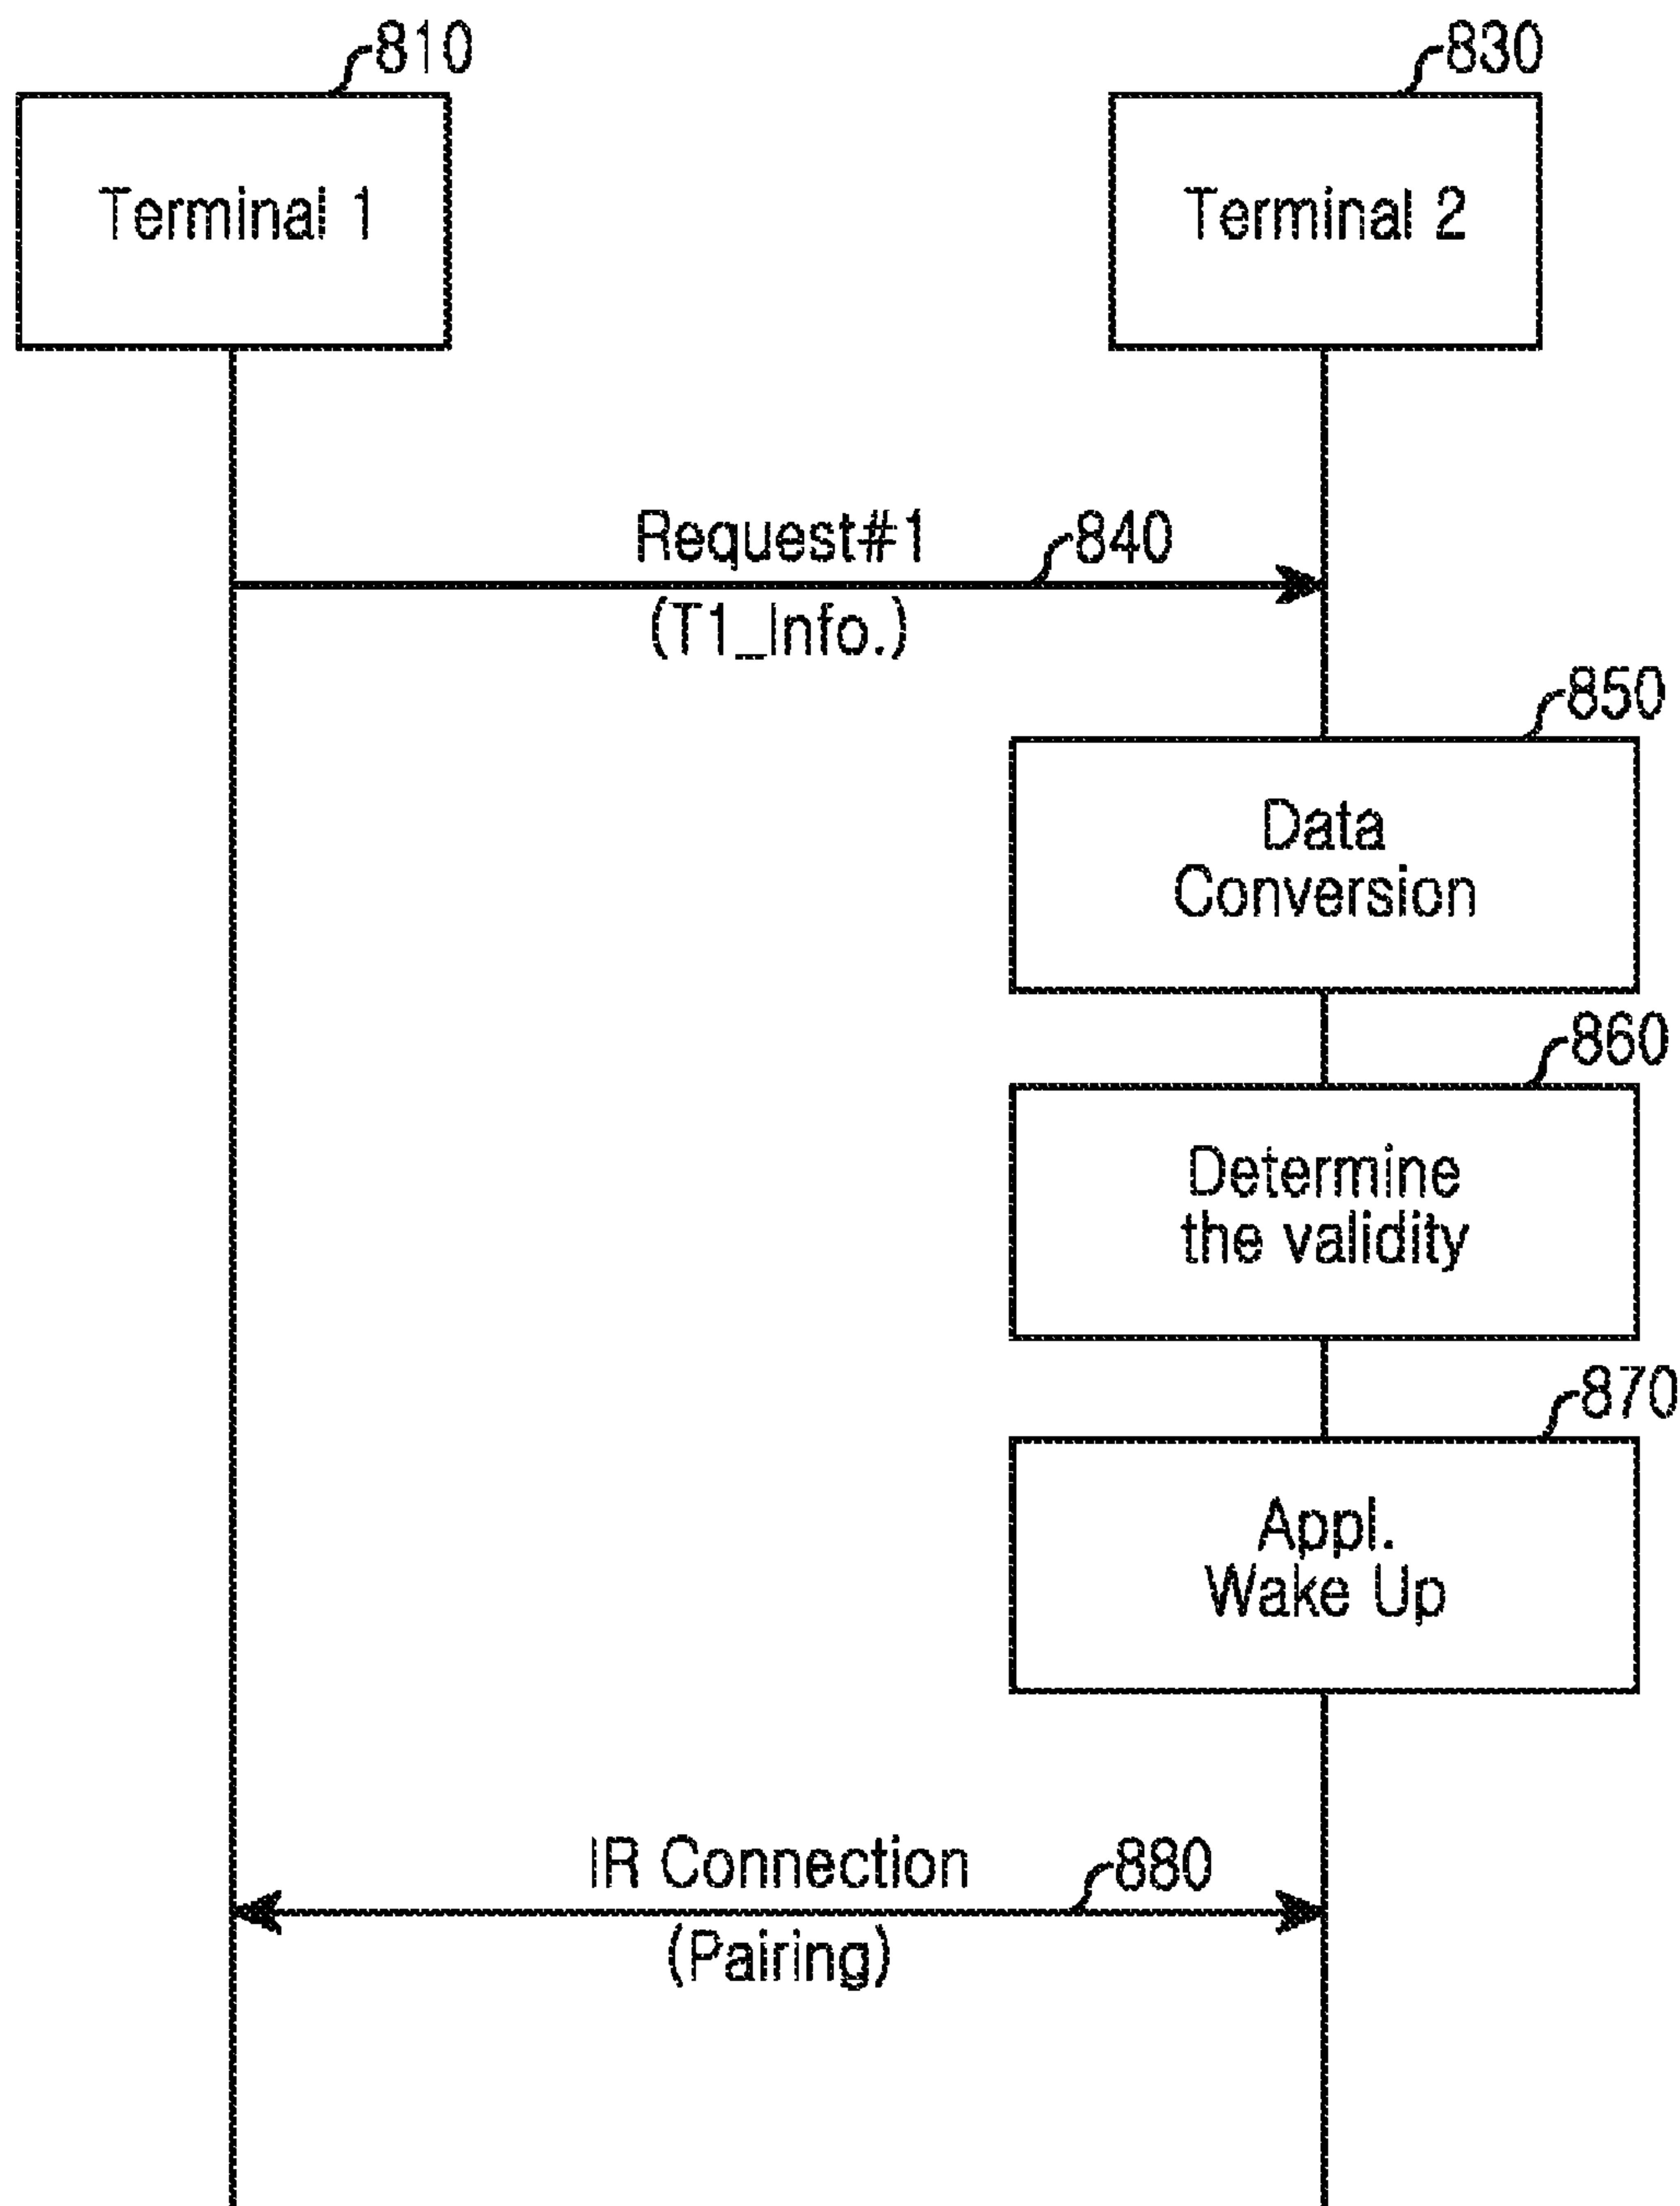 810
830
Terminal 1
Terminal 2
Request#1
840
(T1_Info.)
850
Data
Conversion
860
Determine
the validity
870
Appl.
Wake Up
IR Connection
880
(Pairing)